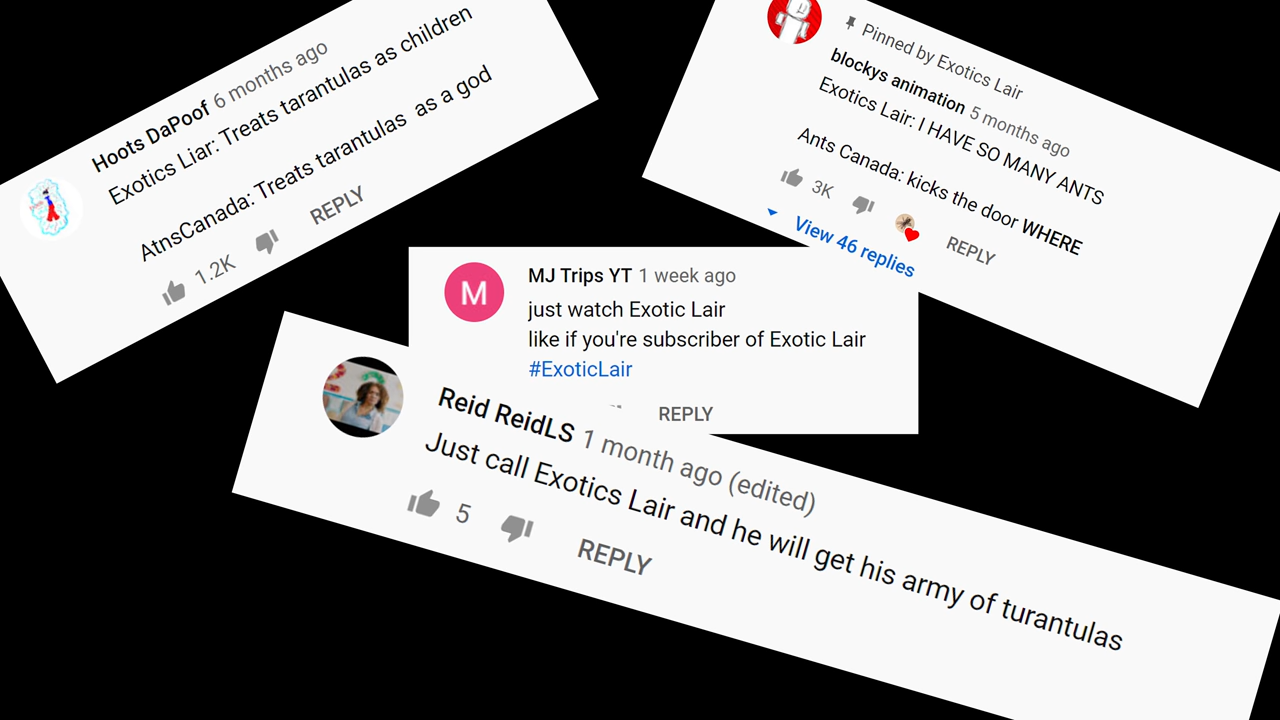 Hoots DaPoof 6 months ago
Exotics Liar: Treats tarantulas as children
AtnsCanada: Treats tarantulas as a god
1.2K REPLY
Pinned by Exotics Lair
blockys animation 5 months ago
Exotics Lair: I HAVE SO MANY ANTS
Ants Canada: kicks the door WHERE
3K REPLY
View 46 replies
M
MJ Trips YT 1 week ago
just watch Exotic Lair
like if you're subscriber of Exotic Lair
#ExoticLair
REPLY
Reid ReidLS 1 month ago (edited)
Just call Exotics Lair and he will get his army of turantulas
5 REPLY